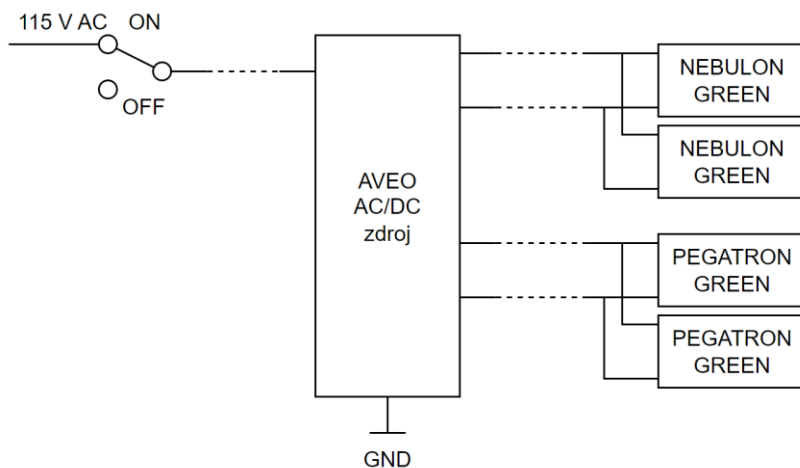 115 V AC ON
OFF
AVEO
AC/DC
zdroj
GND
NEBULON
GREEN
NEBULON
GREEN
PEGATRON
GREEN
PEGATRON
GREEN